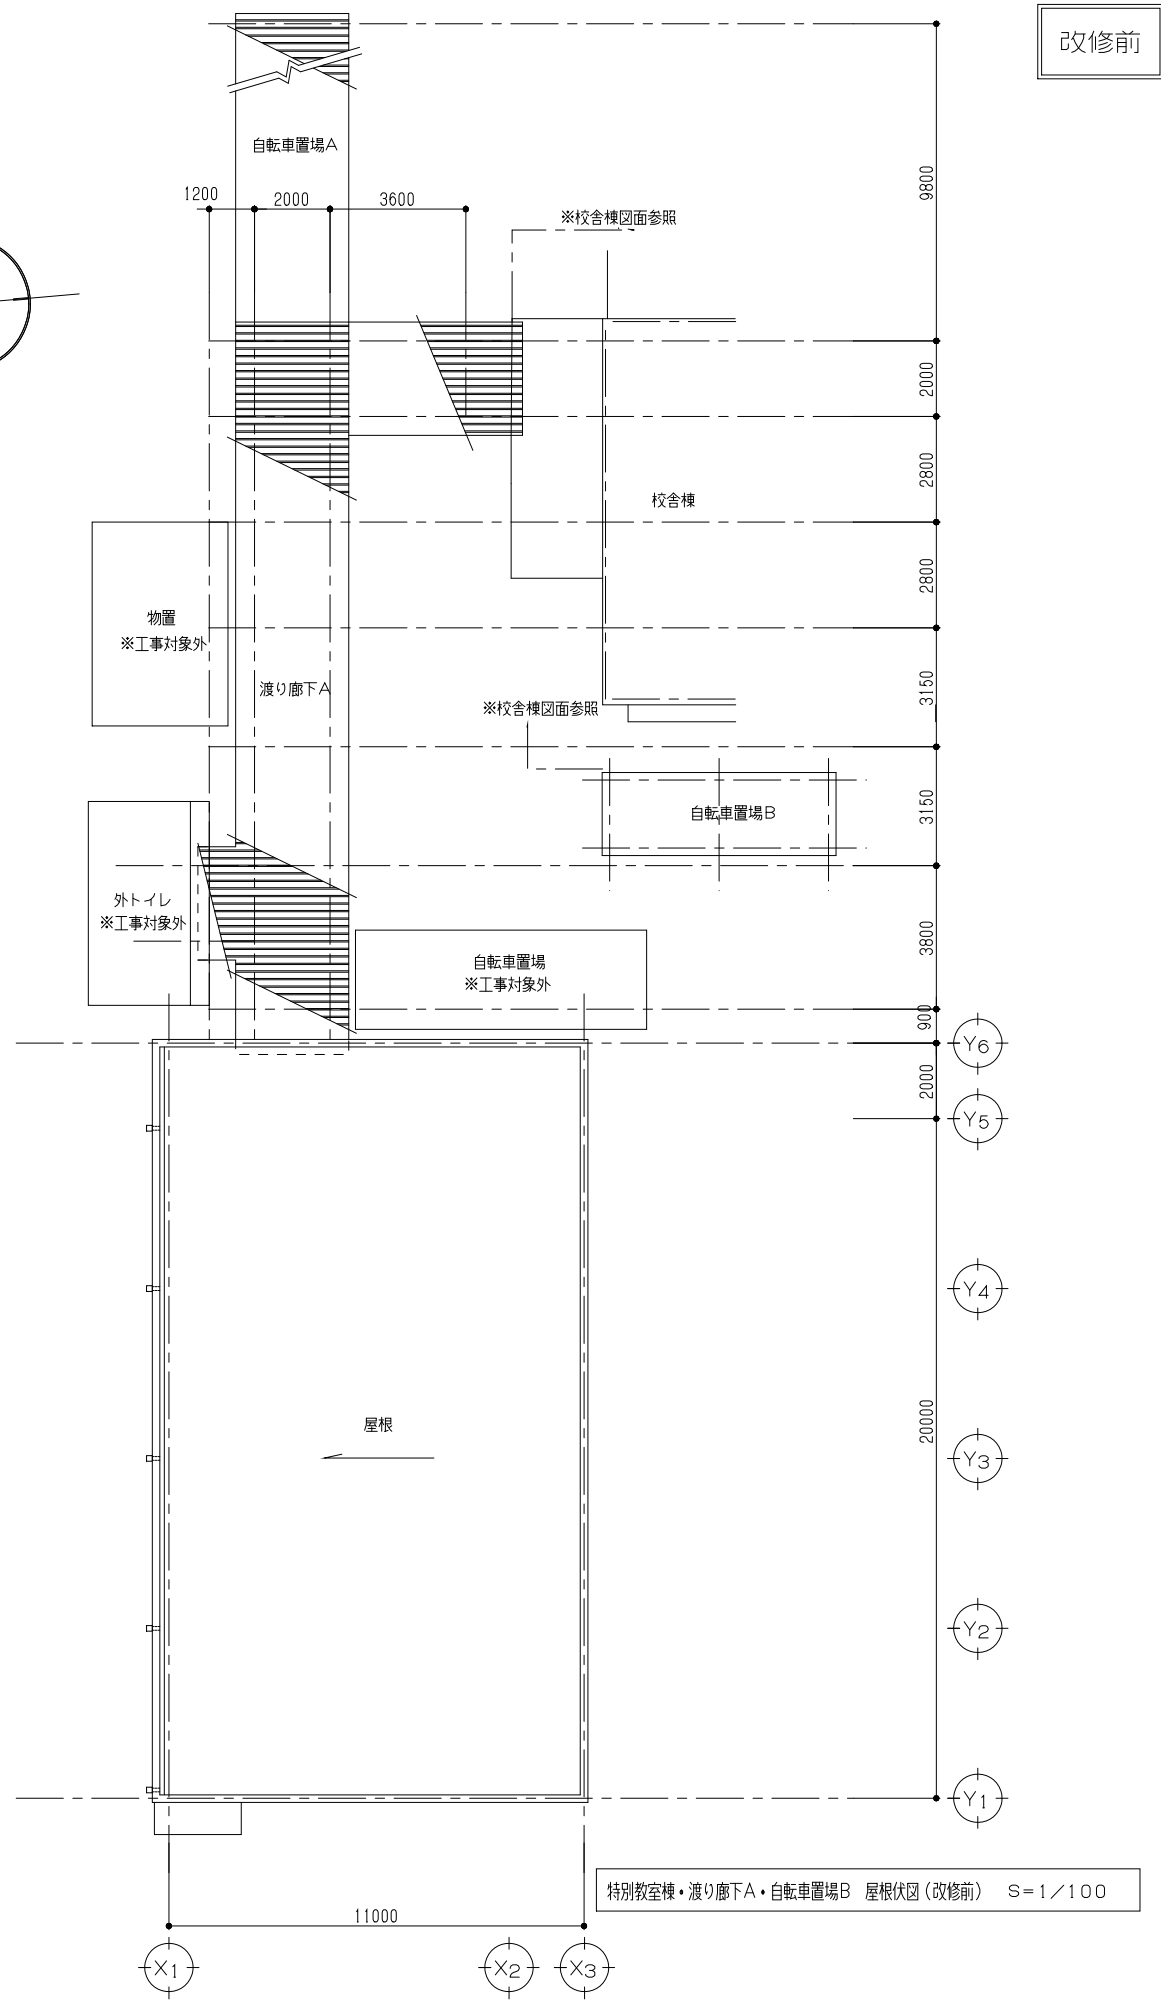 改修前
自転車置場A
1200
2000
3600
9800
※校舎棟図面参照
2000
2800
校舎棟
2800
物置
※工事対象外
渡り廊下A
3150
※校舎棟図面参照
3150
自転車置場B
外トイレ
※工事対象外
3800
自転車置場
※工事対象外
900
Y6
2000
Y5
Y4
屋根
20000
Y3
Y2
Y1
特別教室棟・渡り廊下A・自転車置場B 屋根伏図(改修前) S=1/100
11000
X1
X2
X3